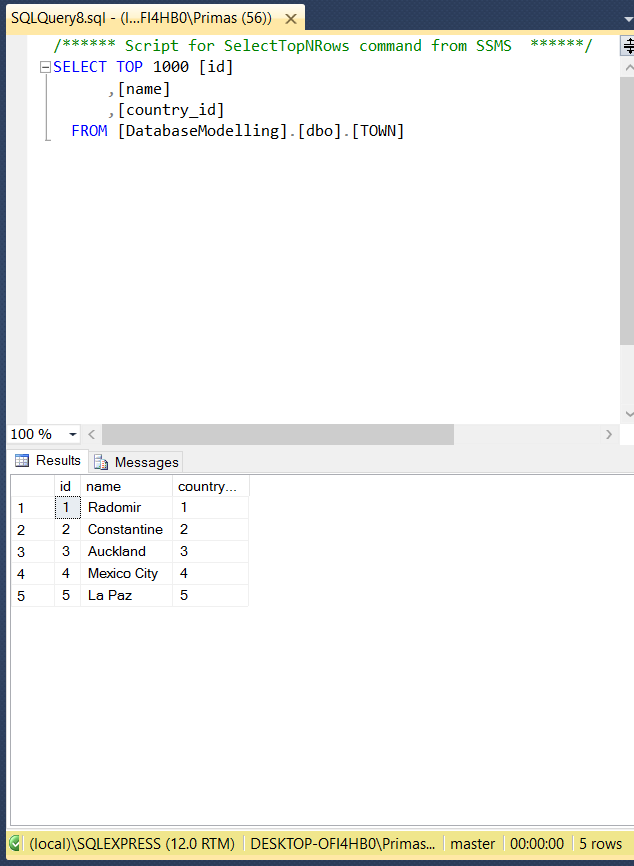 SQLQuery8.sql - (l...FI4HB0\Primas (56))
/****** Script for SelectTopNRows command from SSMS  ******/
SELECT TOP 1000 [id]
,[name]
,[country_id]
FROM [DatabaseModelling].[dbo].[TOWN]
100 %
Results Messages
id name country...
1 1 Radomir 1
2 2 Constantine 2
3 3 Auckland 3
4 4 Mexico City 4
5 5 La Paz 5
(local)\SQLEXPRESS (12.0 RTM) DESKTOP-OFI4HB0\Primas... master 00:00:00 5 rows